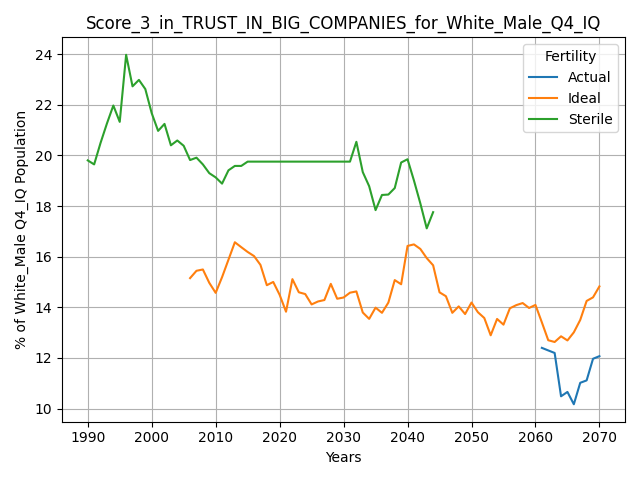 Score_3_in_TRUST_IN_BIG_COMPANIES_for_White_Male_Q4_IQ
Fertility
Actual
Ideal
Sterile
% of White_Male Q4_IQ Population
24
22
20
18
16
14
12
10
1990 2000 2010 2020 2030 2040 2050 2060 2070
Years